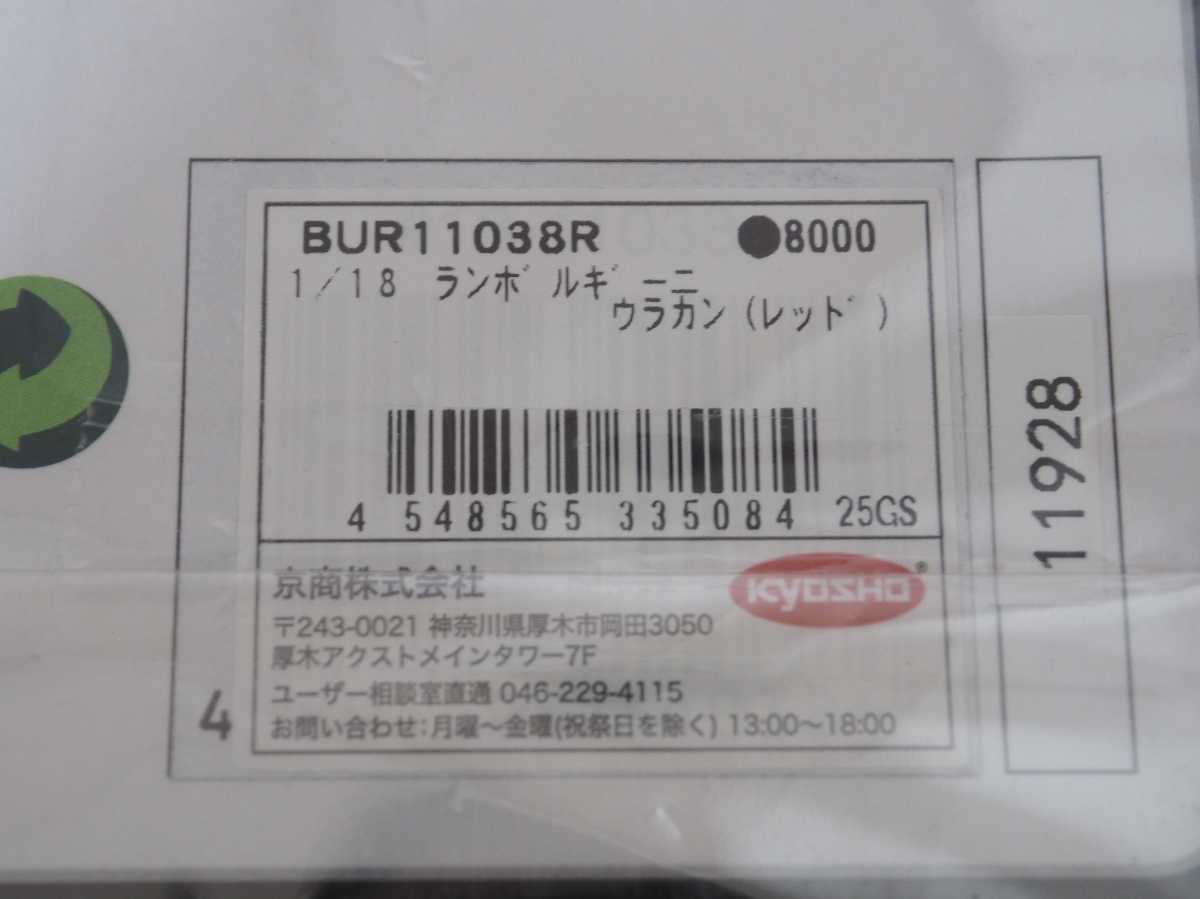 BUR11038R ●8000
1/18 ランボルギーニ
ウラカン(レッド)
4 548565 335084 25GS
京商株式会社
KYOSHO®
〒243-0021 神奈川県厚木市岡田3050
厚木アクストメインタワー7F
ユーザー相談室直通 046-229-4115
お問い合わせ:月曜〜金曜(祝祭日を除く) 13:00〜18:00
4
11928